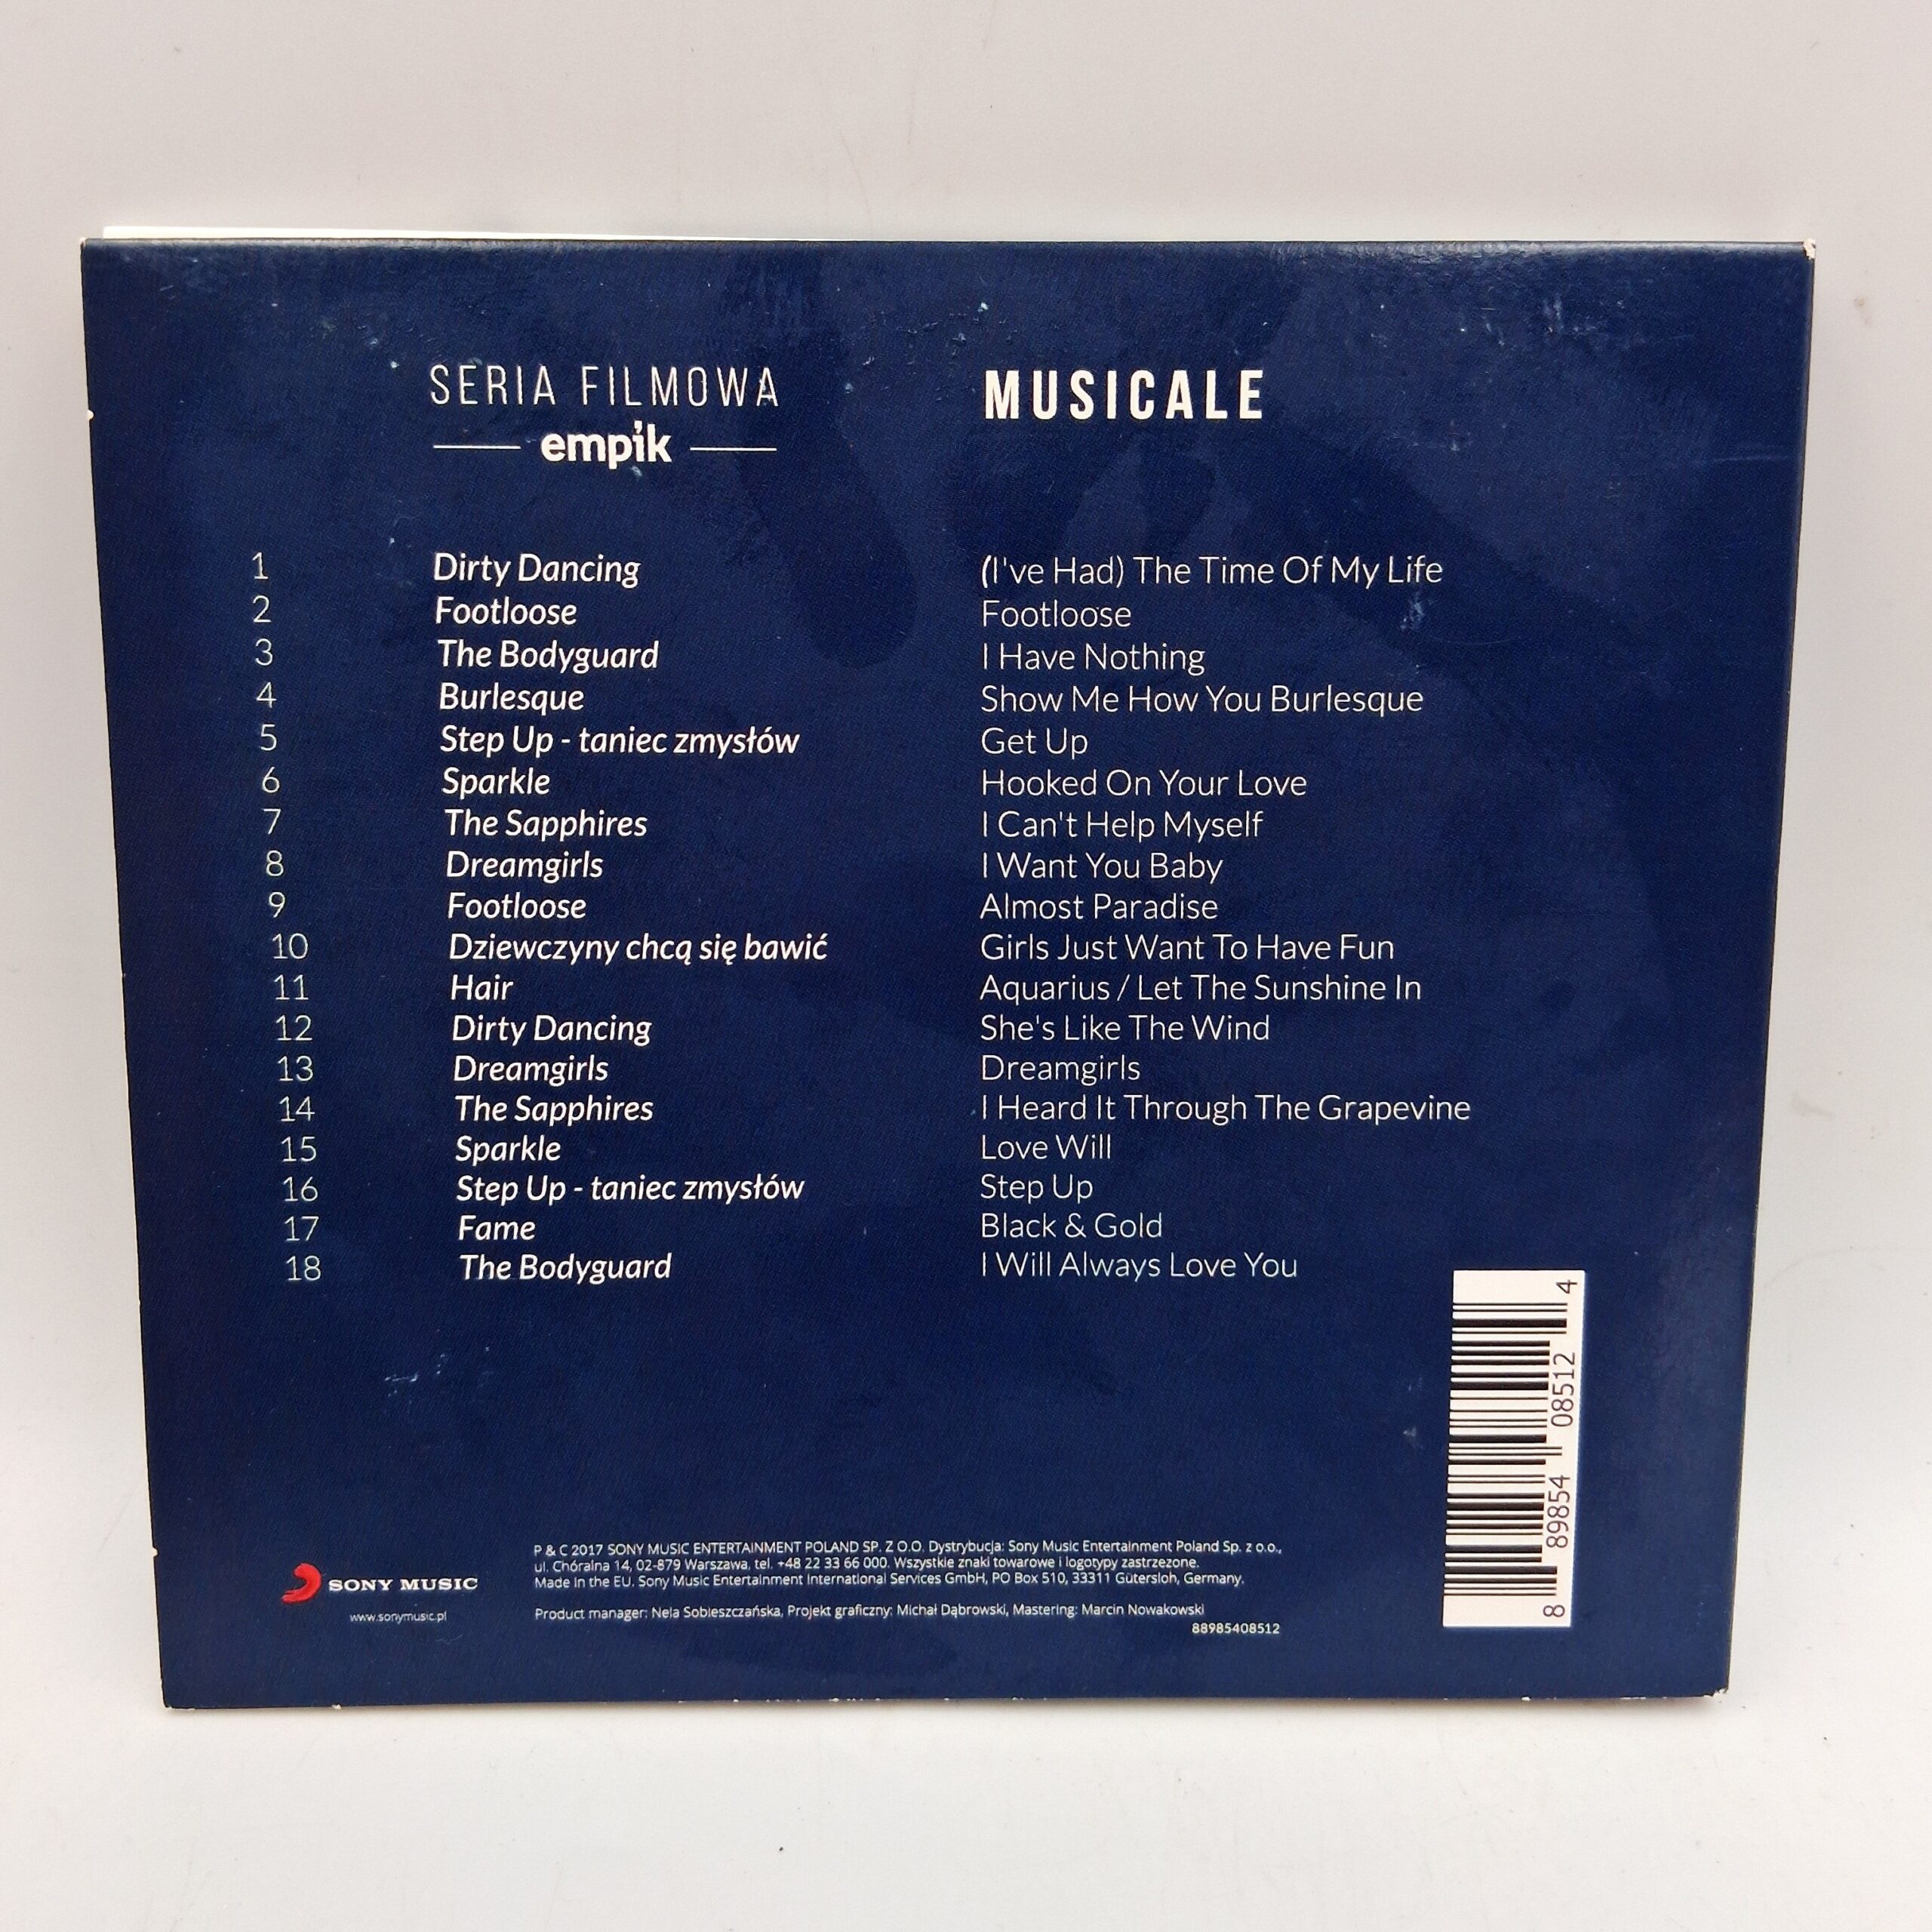 SERIA FILMOWA
empik
MUSICALE
1 Dirty Dancing (I've Had) The Time Of My Life
2 Footloose Footloose
3 The Bodyguard I Have Nothing
4 Burlesque Show Me How You Burlesque
5 Step Up - taniec zmysłów Get Up
6 Sparkle Hooked On Your Love
7 The Sapphires I Can't Help Myself
8 Dreamgirls I Want You Baby
9 Footloose Almost Paradise
10 Dziewczyny chcą się bawić Girls Just Want To Have Fun
11 Hair Aquarius / Let The Sunshine In
12 Dirty Dancing She's Like The Wind
13 Dreamgirls Dreamgirls
14 The Sapphires I Heard It Through The Grapevine
15 Sparkle Love Will
16 Step Up - taniec zmysłów Step Up
17 Fame Black & Gold
18 The Bodyguard I Will Always Love You
8 89854 08512 4
SONY MUSIC
www.sonymusic.pl
P & C 2017 SONY MUSIC ENTERTAINMENT POLAND SP. Z O.O. Dystrybucja: Sony Music Entertainment Poland Sp. z o.o.,
ul. Chóralna 14, 02-879 Warszawa, tel. +48 22 33 66 000. Wszystkie znaki towarowe i logotypy zastrzezone.
Made in the EU. Sony Music Entertainment International Services GmbH, PO Box 510, 33311 Gütersloh, Germany.
Product manager: Nela Sobieszczańska, Projekt graficzny: Michał Dąbrowski, Mastering: Marcin Nowakowski
88985408512